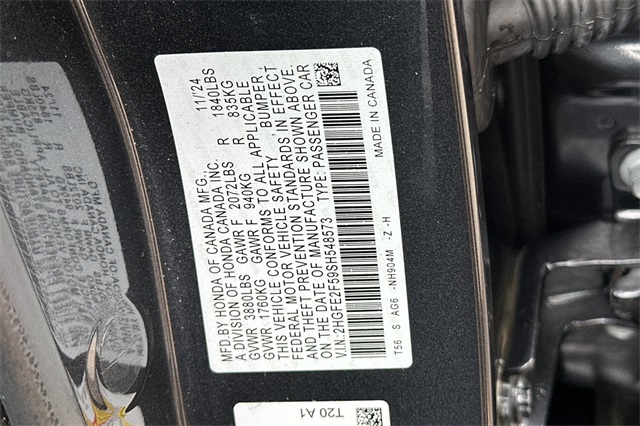 MFD.BY HONDA OF CANADA MFG., 11/24
A DIVISION OF HONDA CANADA INC.
GVWR 3880LBS GAWR F 2072LBS R 1840LBS
GVWR 1760KG GAWR F 940KG R 835KG
THIS VEHICLE CONFORMS TO ALL APPLICABLE
FEDERAL MOTOR VEHICLE SAFETY, BUMPER,
AND THEFT PREVENTION STANDARDS IN EFFECT
ON THE DATE OF MANUFACTURE SHOWN ABOVE.
V.I.N.:2HGFE2F59SH548573 TYPE: PASSENGER CAR
T56 S AG6 -NH904M -Z -H MADE IN CANADA
T20 A1